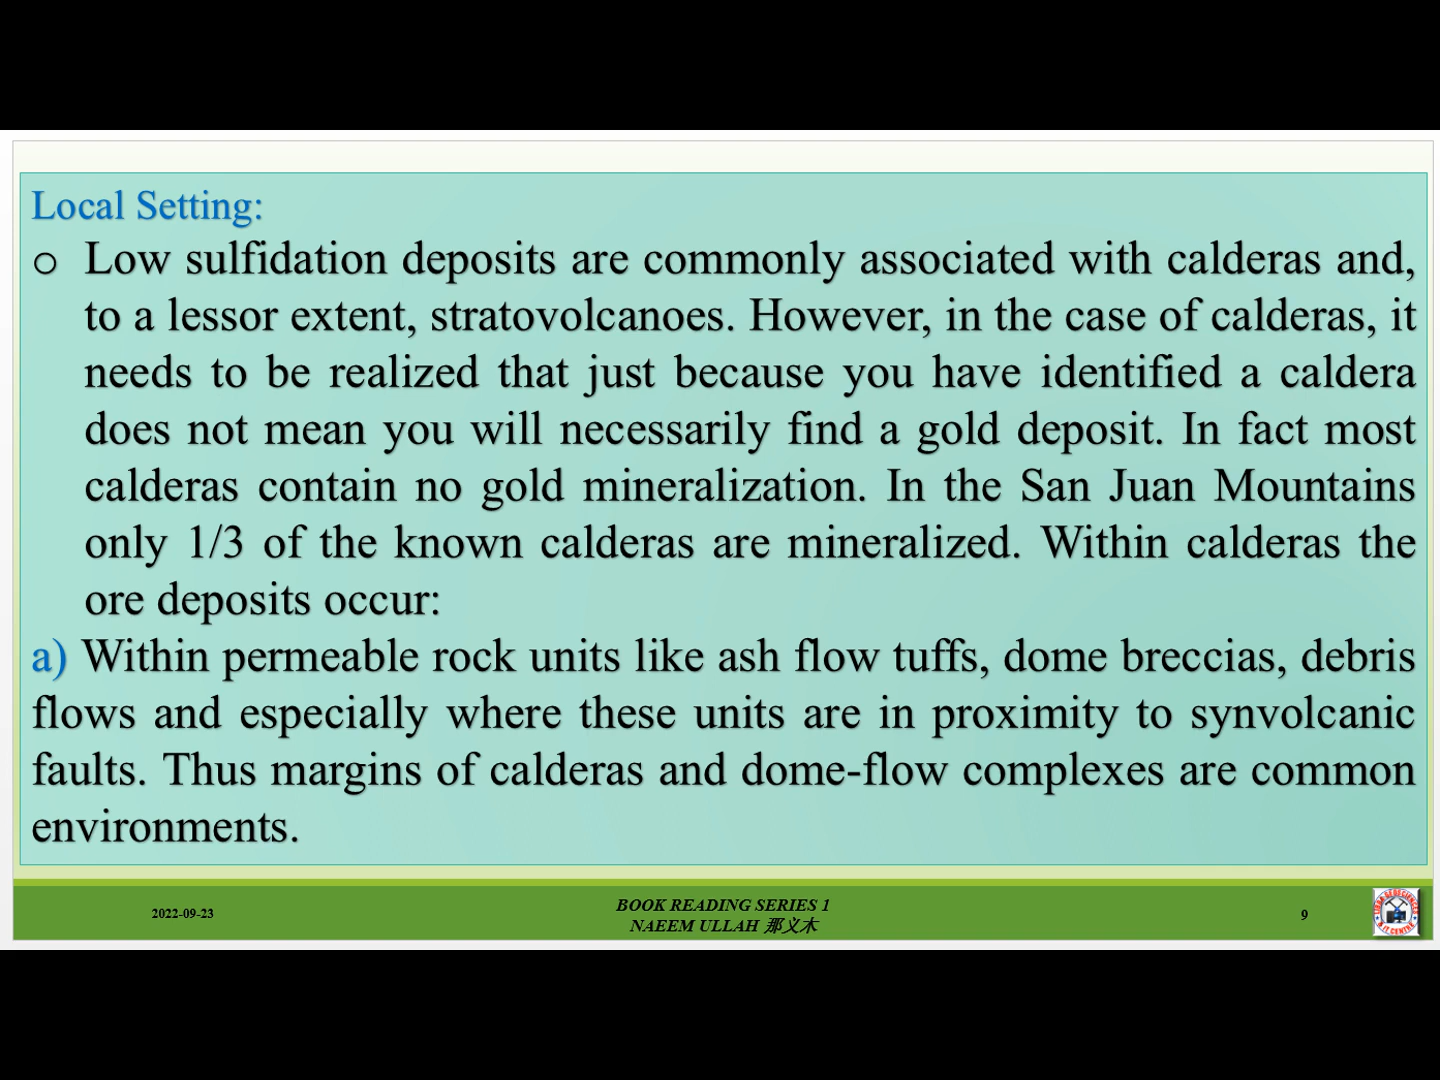 Local Setting:
o Low sulfidation deposits are commonly associated with calderas and,
to a lessor extent, stratovolcanoes. However, in the case of calderas, it
needs to be realized that just because you have identified a caldera
does not mean you will necessarily find a gold deposit. In fact most
calderas contain no gold mineralization. In the San Juan Mountains
only 1/3 of the known calderas are mineralized. Within calderas the
ore deposits occur:
a) Within permeable rock units like ash flow tuffs, dome breccias, debris
flows and especially where these units are in proximity to synvolcanic
faults. Thus margins of calderas and dome-flow complexes are common
environments.
2022-09-23
BOOK READING SERIES 1
NAEEM ULLAH 那义木
9
& IT CENTRE